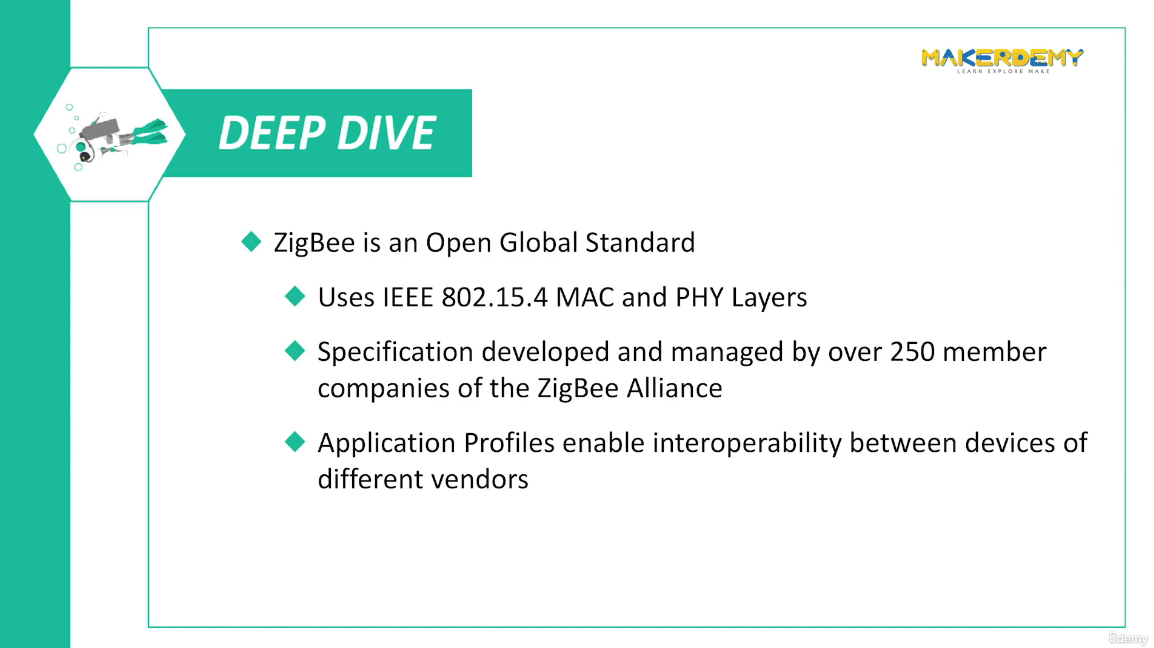 MAKERDEMY
LEARN EXPLORE MAKE
DEEP DIVE
ZigBee is an Open Global Standard
Uses IEEE 802.15.4 MAC and PHY Layers
Specification developed and managed by over 250 member
companies of the ZigBee Alliance
Application Profiles enable interoperability between devices of
different vendors
ûdemy